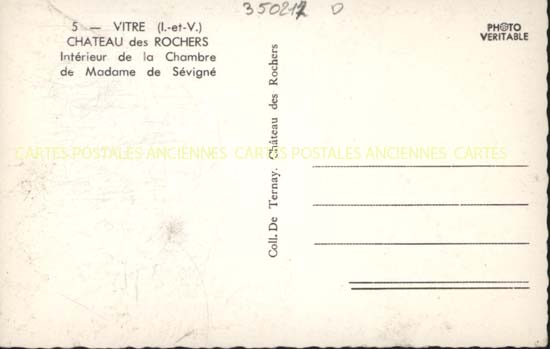 350217 D
5 — VITRE (I.-et-V.)
CHATEAU des ROCHERS
Intérieur de la Chambre
de Madame de Sévigné
PHOTO
VERITABLE
Coll. De Ternay. Château des Rochers
CARTES POSTALES ANCIENNES CARTES POSTALES ANCIENNES CARTES